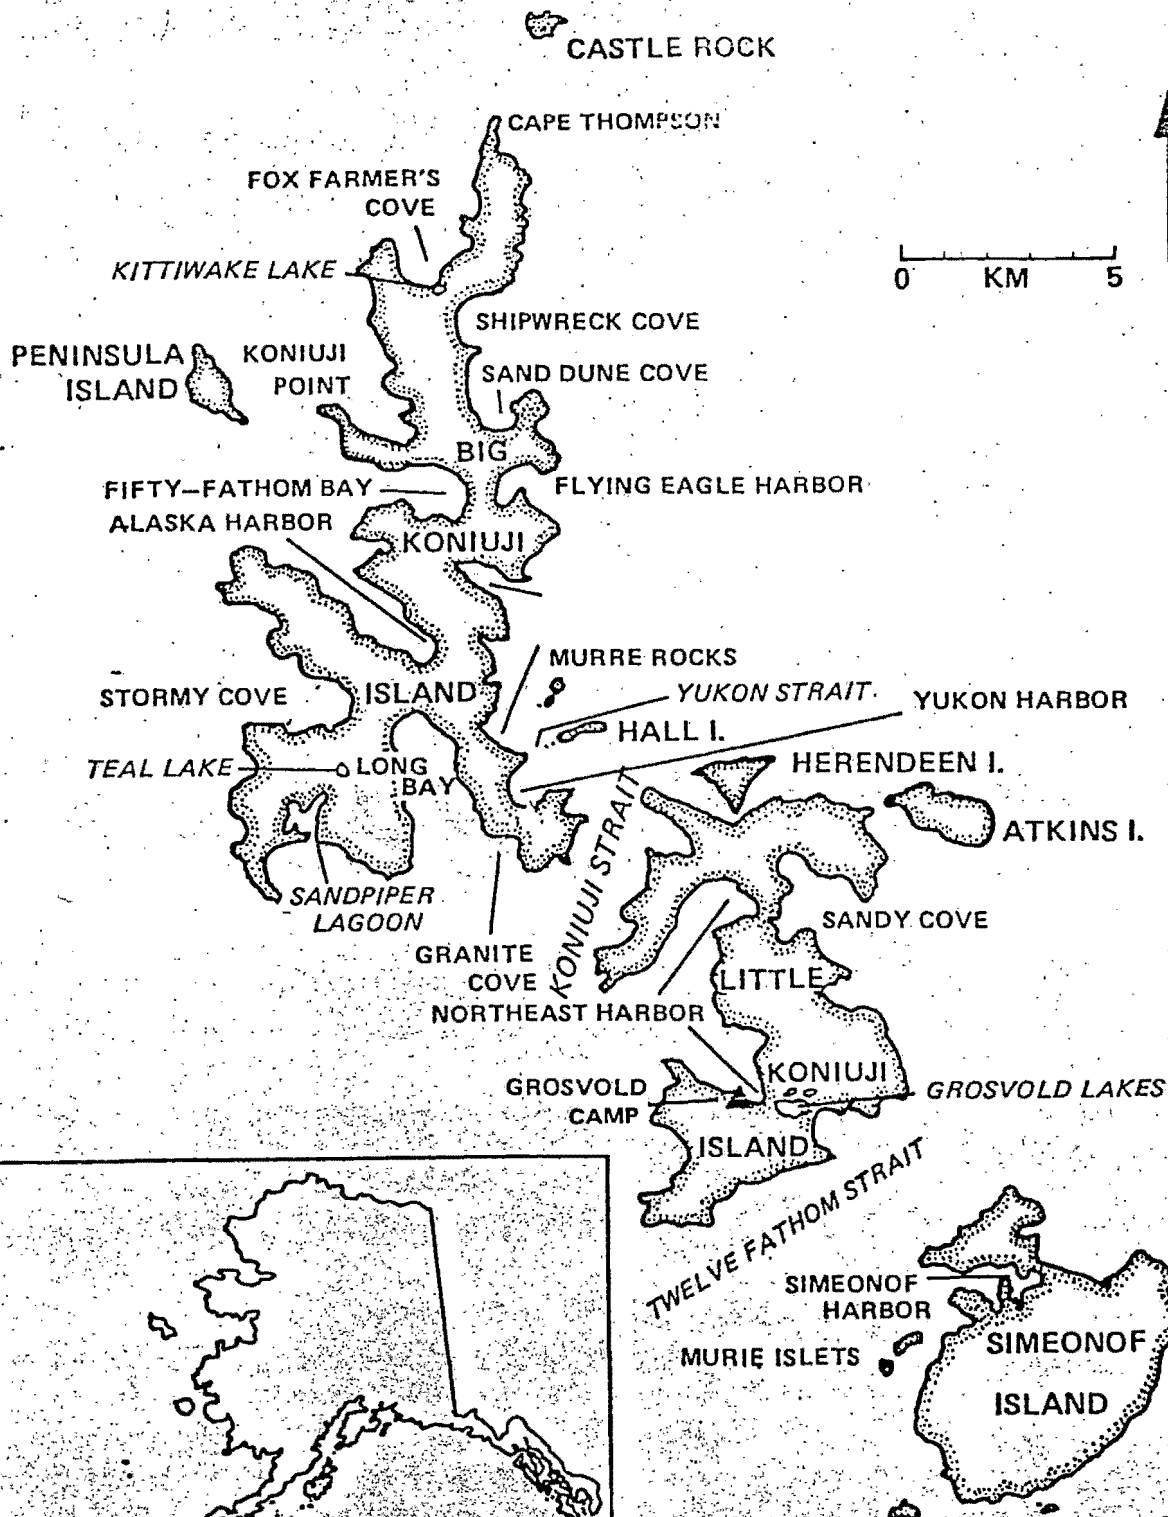 CASTLE ROCK
CAPE THOMPSON
FOX FARMER'S
COVE
KITTIWAKE LAKE
0 KM 5
SHIPWRECK COVE
PENINSULA
ISLAND
KONIUJI
POINT
SAND DUNE COVE
BIG
FIFTY-FATHOM BAY
FLYING EAGLE HARBOR
ALASKA HARBOR
KONIUJI
MURRE ROCKS
STORMY COVE
ISLAND
YUKON STRAIT
YUKON HARBOR
HALL I.
TEAL LAKE
LONG
BAY
HERENDEEN I.
KONIUJI STRAIT
ATKINS I.
SANDPIPER
LAGOON
SANDY COVE
GRANITE
COVE
LITTLE
NORTHEAST HARBOR
KONIUJI
GROSVOLD
CAMP
GROSVOLD LAKES
ISLAND
TWELVE FATHOM STRAIT
SIMEONOF
HARBOR
MURIE ISLETS
SIMEONOF
ISLAND